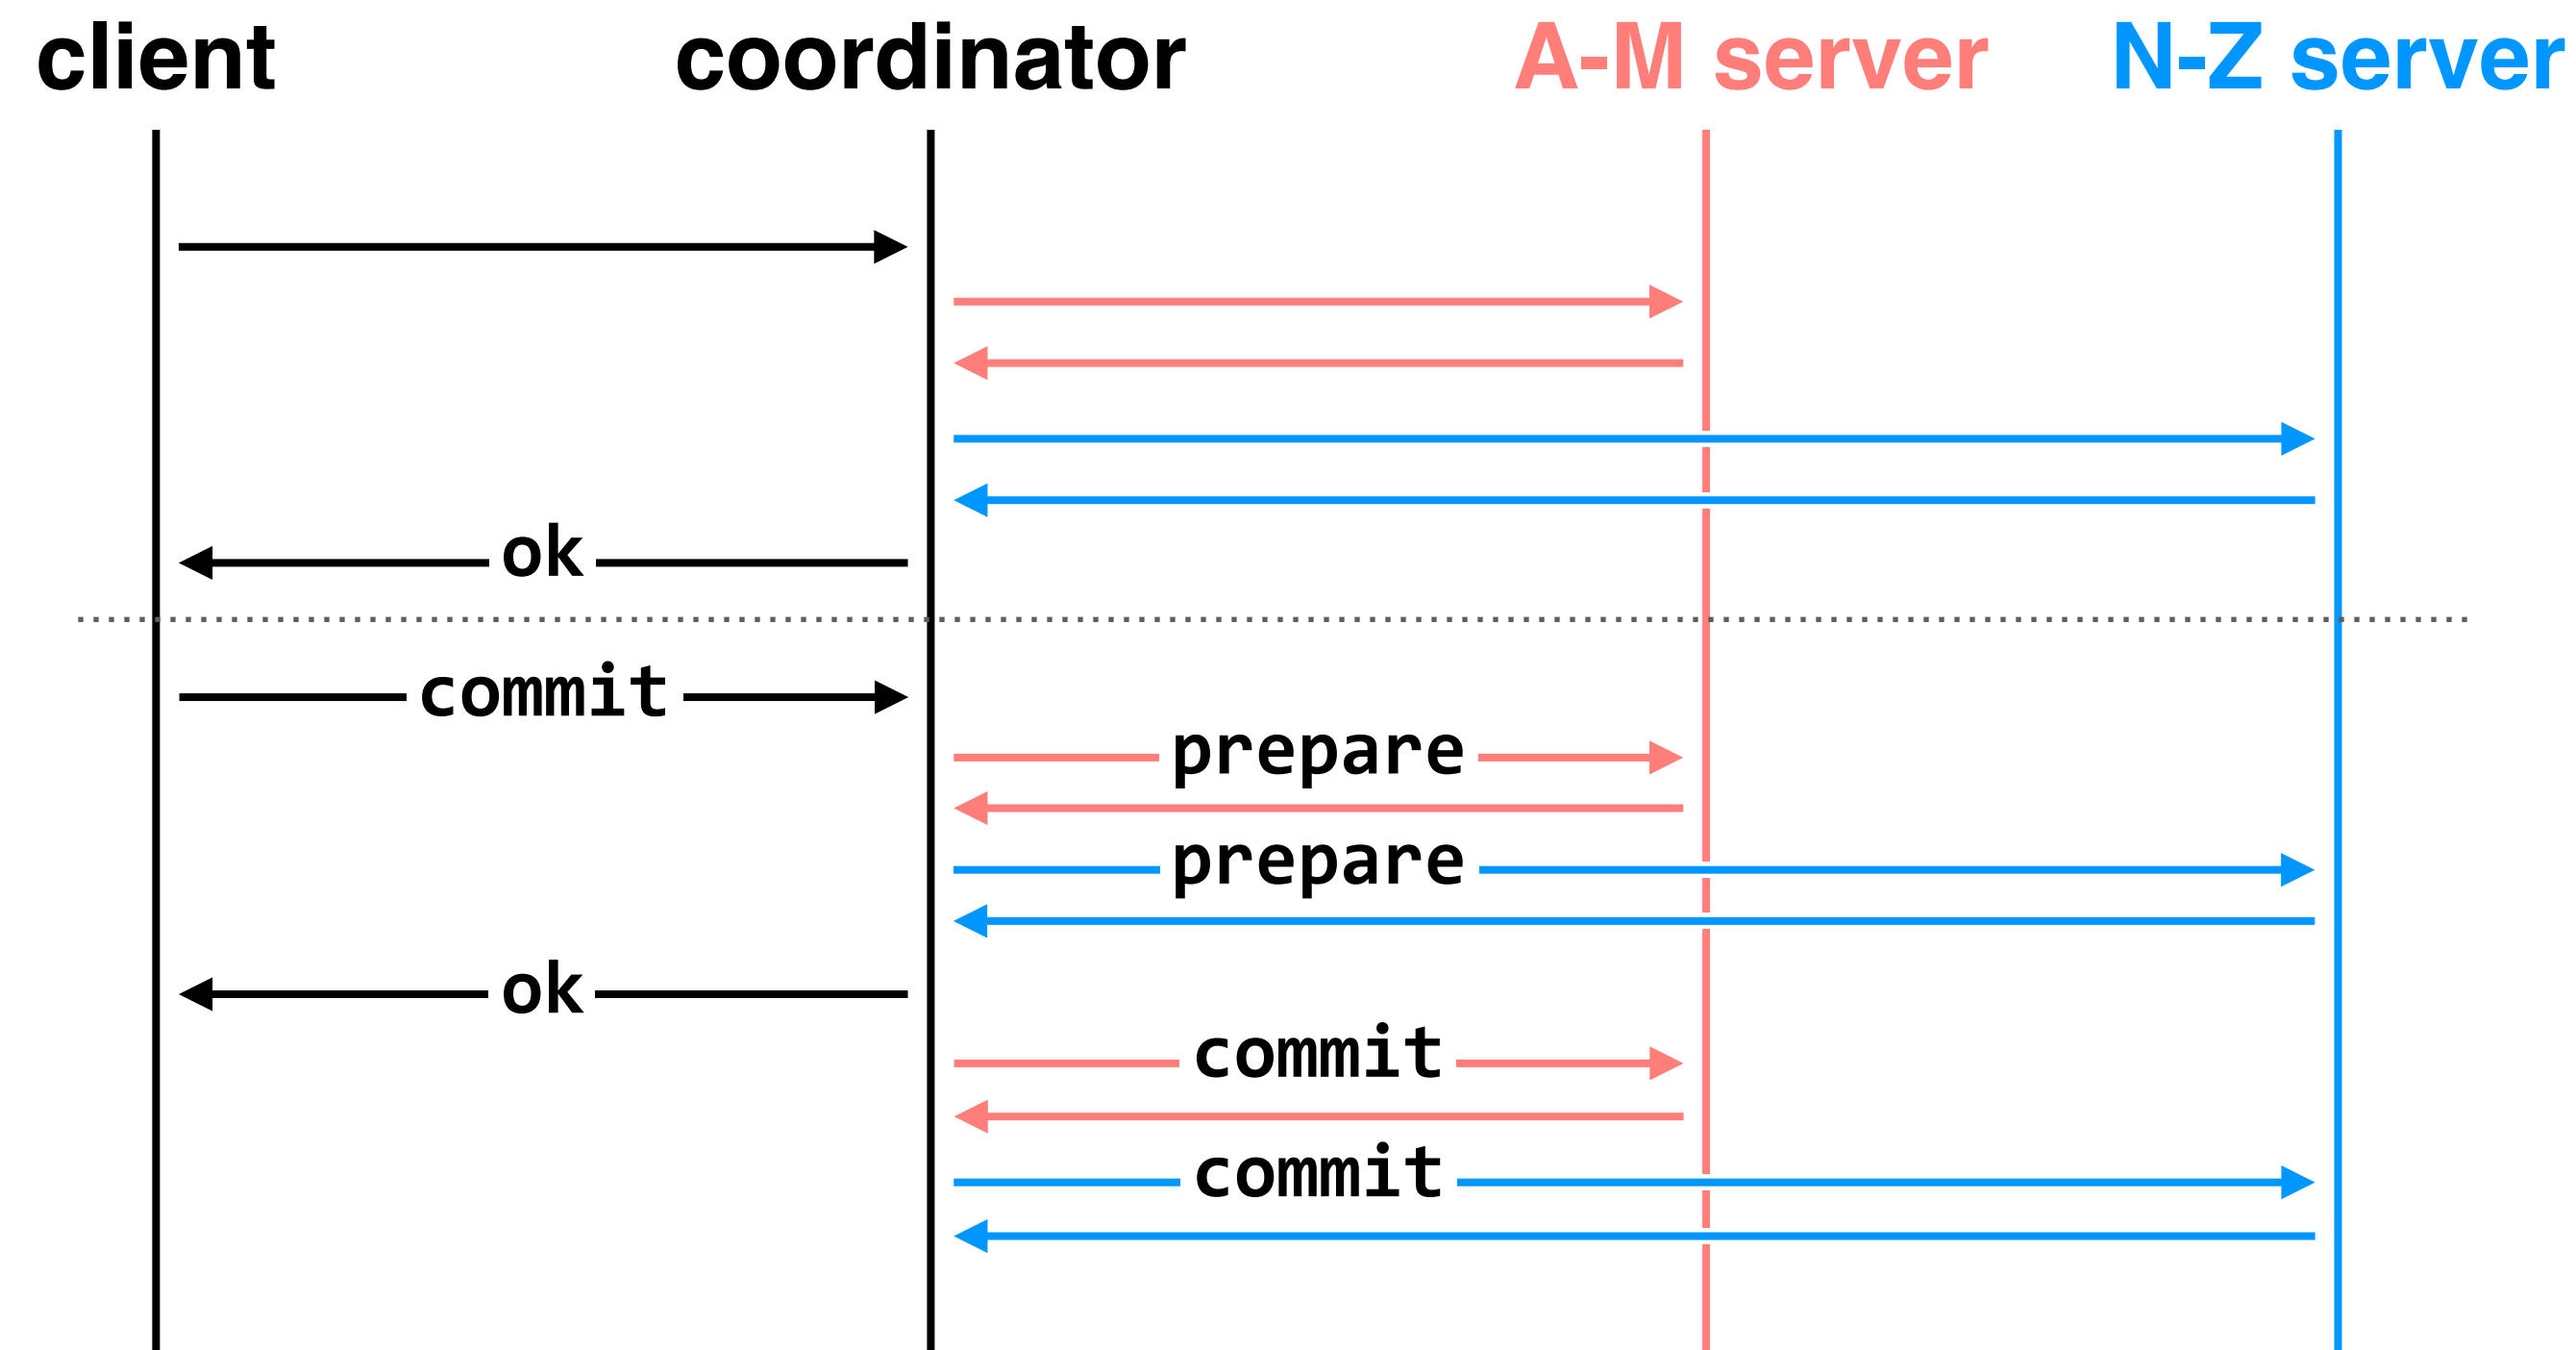 client coordinator A-M server N-Z server
ok
commit
prepare
prepare
ok
commit
commit